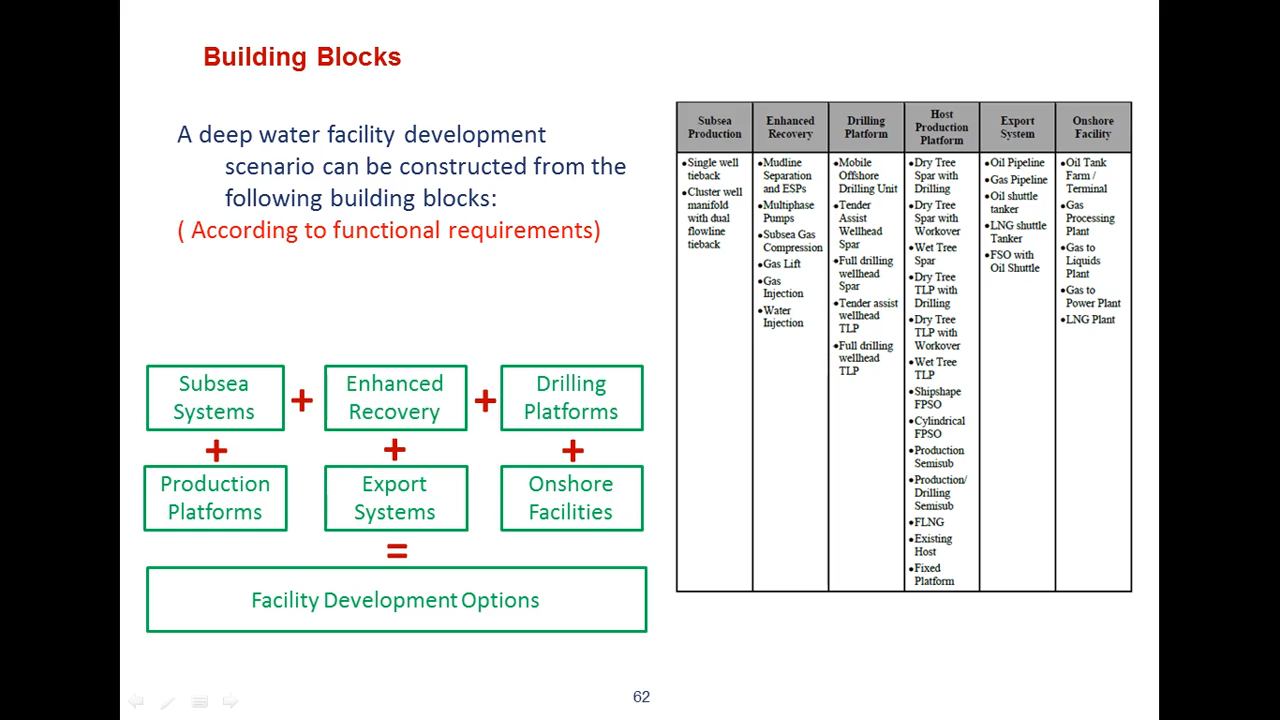 Building Blocks
A deep water facility development
scenario can be constructed from the
following building blocks:
( According to functional requirements)
Subsea
Systems
+
Enhanced
Recovery
+
Drilling
Platforms
+
+
+
Production
Platforms
Export
Systems
Onshore
Facilities
=
Facility Development Options
Subsea
Production
•Single well
tieback
•Cluster well
manifold
with dual
flowline
tieback
Enhanced
Recovery
•Mudline
Separation
and ESPs
•Multiphase
Pumps
•Subsea Gas
Compression
•Gas Lift
•Gas
Injection
•Water
Injection
Drilling
Platform
•Mobile
Offshore
Drilling Unit
•Tender
Assist
Wellhead
Spar
•Full drilling
wellhead
Spar
•Tender assist
wellhead
TLP
•Full drilling
wellhead
TLP
Host
Production
Platform
•Dry Tree
Spar with
Drilling
•Dry Tree
Spar with
Workover
•Wet Tree
Spar
•Dry Tree
TLP with
Drilling
•Dry Tree
TLP with
Workover
•Wet Tree
TLP
•Shipshape
FPSO
•Cylindrical
FPSO
•Production
Semisub
•Production/
Drilling
Semisub
•FLNG
•Existing
Host
•Fixed
Platform
Export
System
•Oil Pipeline
•Gas Pipeline
•Oil shuttle
tanker
•LNG shuttle
Tanker
•FSO with
Oil Shuttle
Onshore
Facility
•Oil Tank
Farm /
Terminal
•Gas
Processing
Plant
•Gas to
Liquids
Plant
•Gas to
Power Plant
•LNG Plant
62